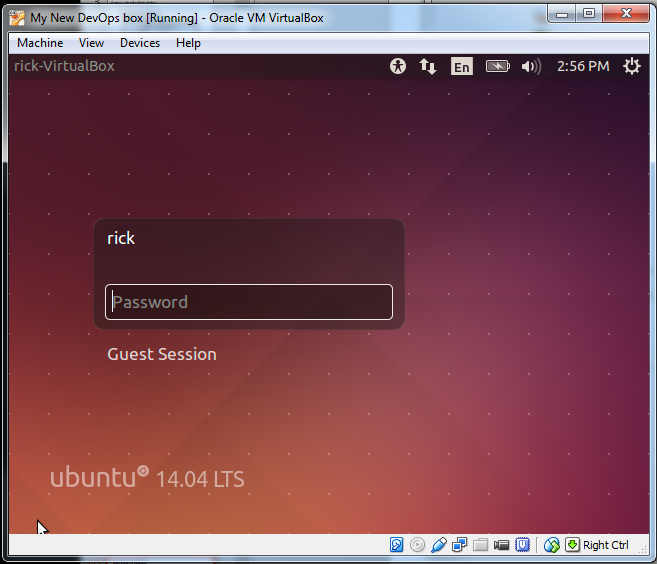 My New DevOps box [Running] - Oracle VM VirtualBox
Machine View Devices Help
rick-VirtualBox En 2:56 PM
rick
Password
Guest Session
ubuntu 14.04 LTS
Right Ctrl